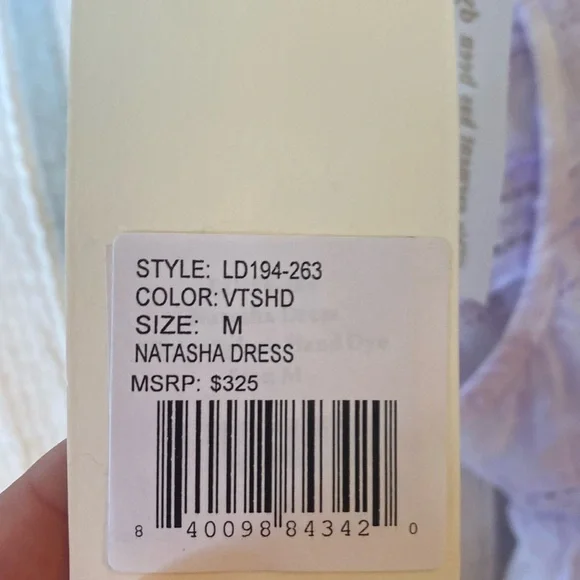 STYLE: LD194-263
COLOR: VTSHD
SIZE: M
NATASHA DRESS
MSRP: $325
8 40098 84342 0